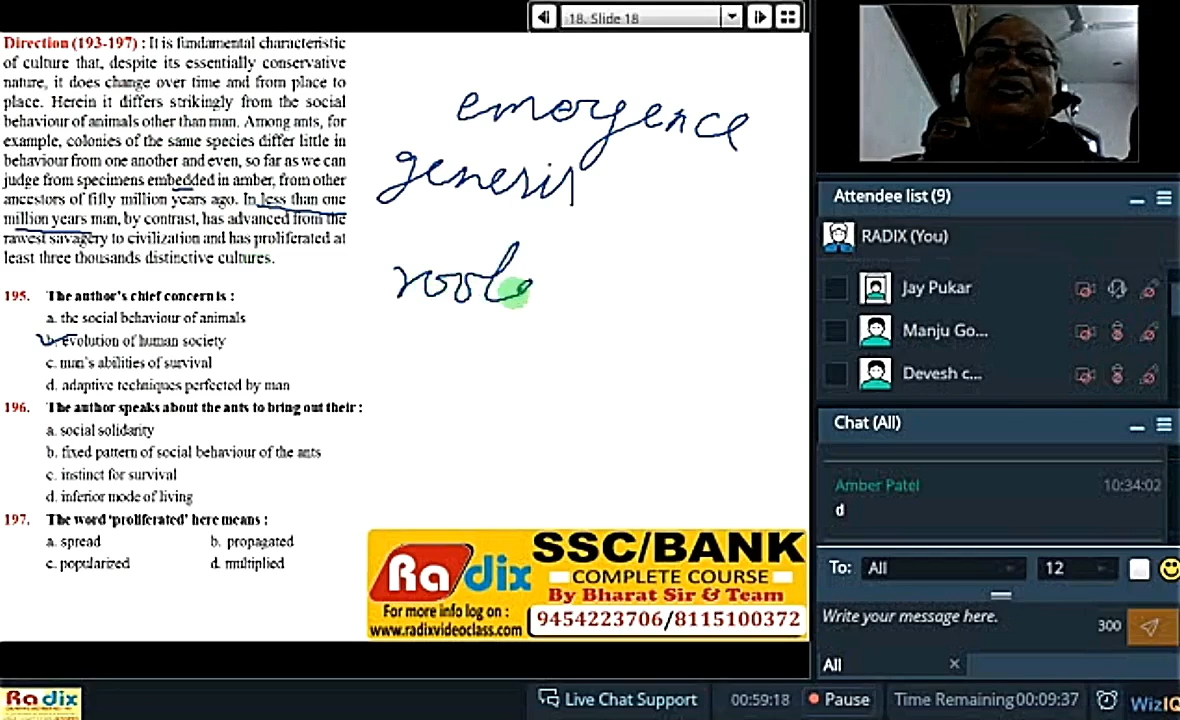 18. Slide 18
Direction (193-197) : It is fundamental characteristic
of culture that, despite its essentially conservative
nature, it does change over time and from place to
place. Herein it differs strikingly from the social
behaviour of animals other than man. Among ants, for
example, colonies of the same species differ little in
behaviour from one another and even, so far as we can
judge from specimens embedded in amber, from other
ancestors of fifty million years ago. In less than one
million years man, by contrast, has advanced from the
rawest savagery to civilization and has proliferated at
least three thousands distinctive cultures.
195. The author's chief concern is :
a. the social behaviour of animals
b. evolution of human society
c. man's abilities of survival
d. adaptive techniques perfected by man
196. The author speaks about the ants to bring out their :
a. social solidarity
b. fixed pattern of social behaviour of the ants
c. instinct for survival
d. inferior mode of living
197. The word 'proliferated' here means :
a. spread b. propagated
c. popularized d. multiplied
emergence
genesis
Radix
For more info log on :
www.radixvideoclass.com
SSC/BANK
COMPLETE COURSE
By Bharat Sir & Team
9454223706/8115100372
Attendee list (9)
RADIX (You)
Jay Pukar
Manju Go...
Devesh c...
Chat (All)
Amber Patel 10:34:02
d
To: All 12
Write your message here. 300
All
Radix
Live Chat Support 00:59:18 Pause Time Remaining 00:09:37 WizIQ